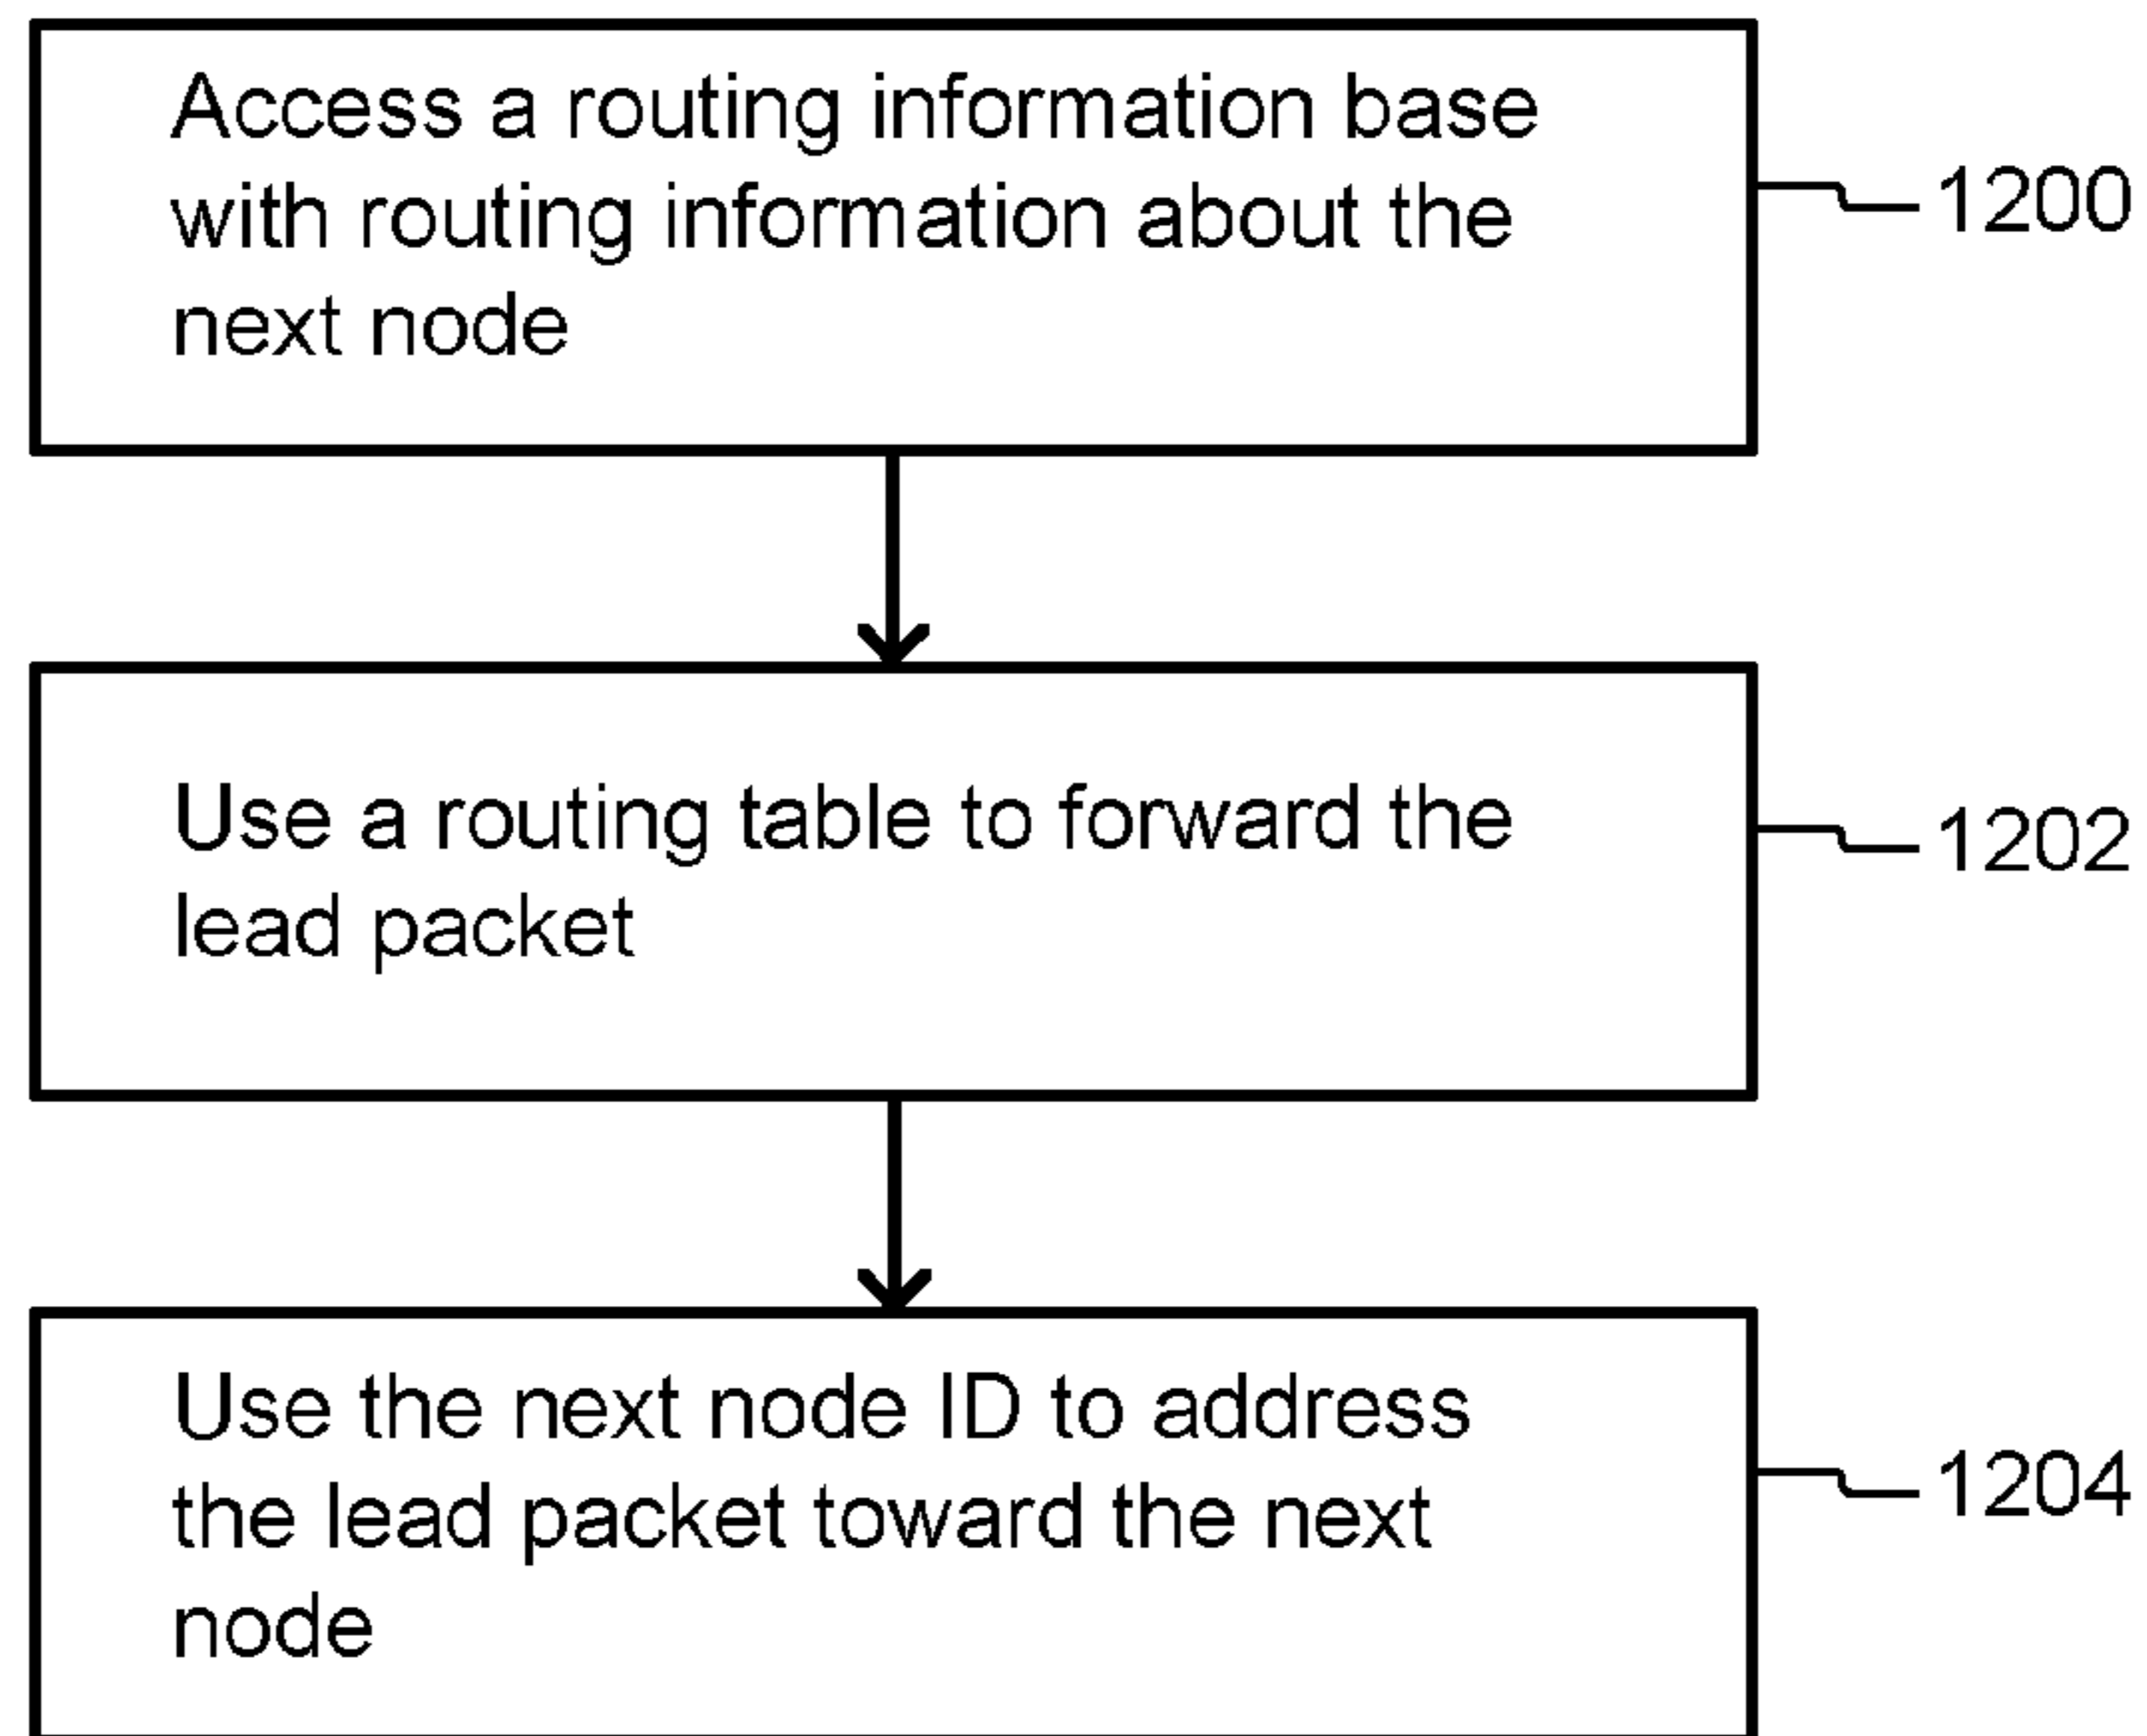 Access a routing information base
with routing information about the
next node
1200
Use a routing table to forward the
lead packet
1202
Use the next node ID to address
the lead packet toward the next
node
1204